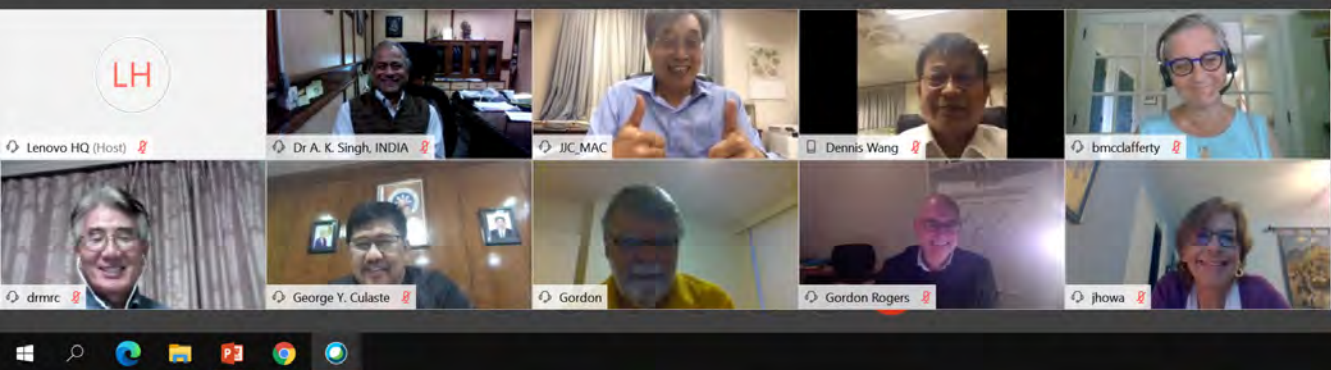 LH
Lenovo HQ (Host)
Dr A. K. Singh, INDIA
JJC_MAC
Dennis Wang
bmcclafferty
drmrc
George Y. Culaste
Gordon
Gordon Rogers
jhowa
P